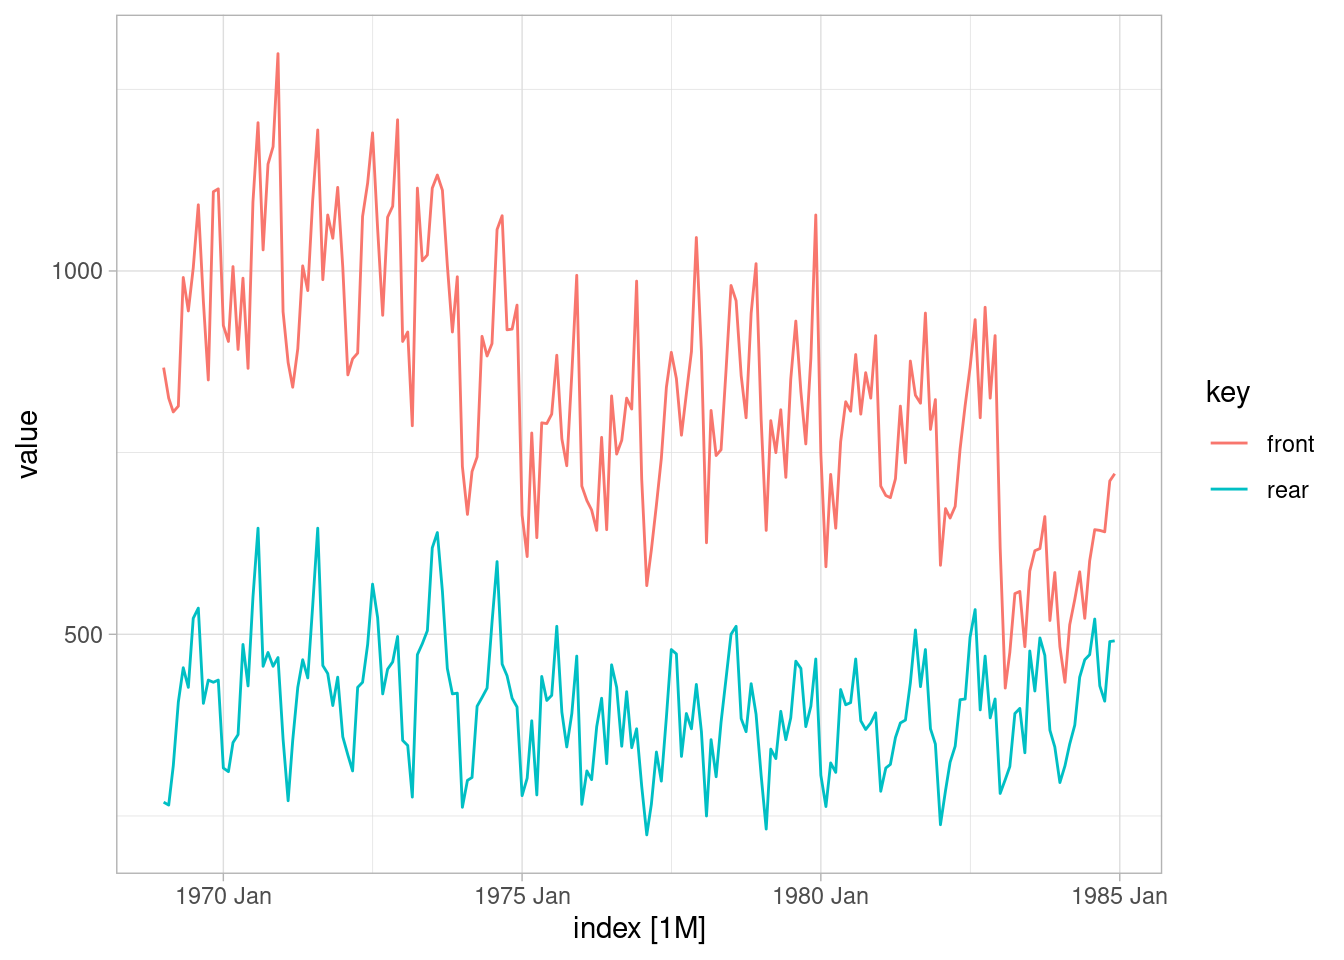 value
1000
500
1970 Jan
1975 Jan
1980 Jan
1985 Jan
index [1M]
key
front
rear